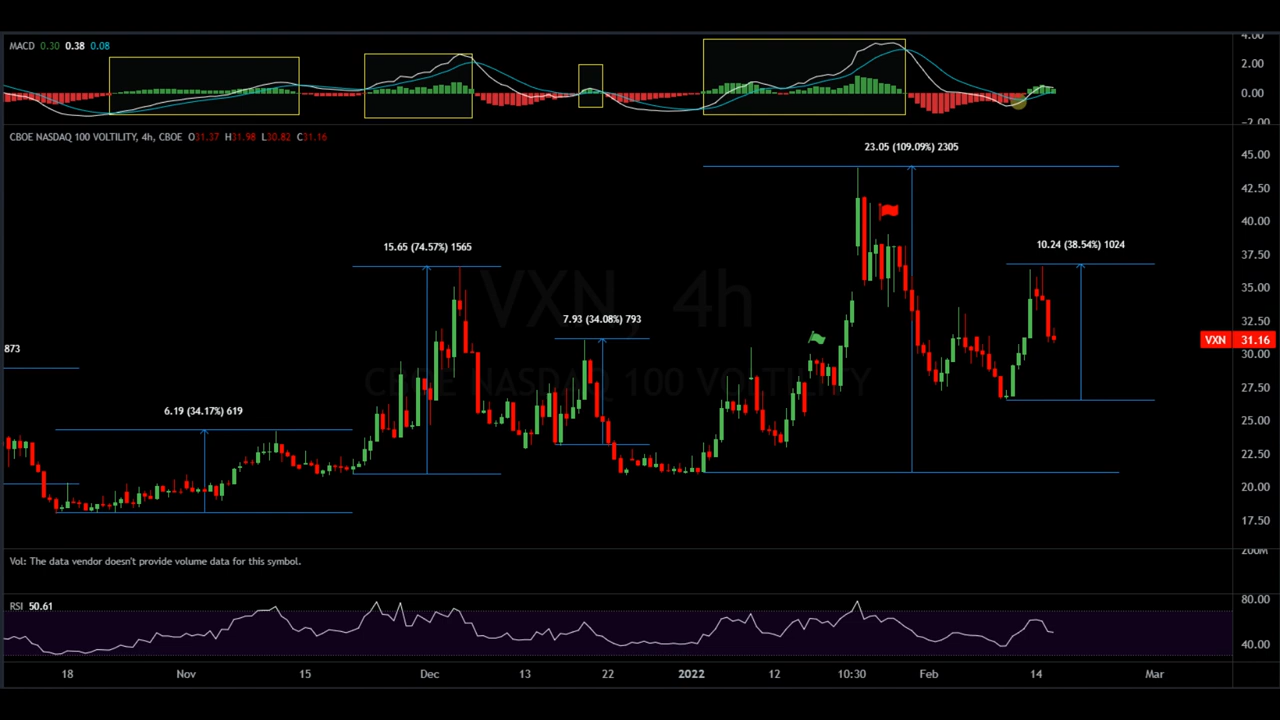 MACD 0.30 0.38 0.08
4.00
2.00
0.00
−2.00
CBOE NASDAQ 100 VOLTILITY, 4h, CBOE O31.37 H31.98 L30.82 C31.16
23.05 (109.09%) 2305
45.00
42.50
40.00
15.65 (74.57%) 1565
10.24 (38.54%) 1024
37.50
35.00
VXN, 4h
7.93 (34.08%) 793
32.50
VXN 31.16
873
30.00
CBOE NASDAQ 100 VOLTILITY
27.50
6.19 (34.17%) 619
25.00
22.50
20.00
17.50
200M
Vol: The data vendor doesn't provide volume data for this symbol.
RSI 50.61
80.00
40.00
18 Nov 15 Dec 13 22 2022 12 10:30 Feb 14 Mar